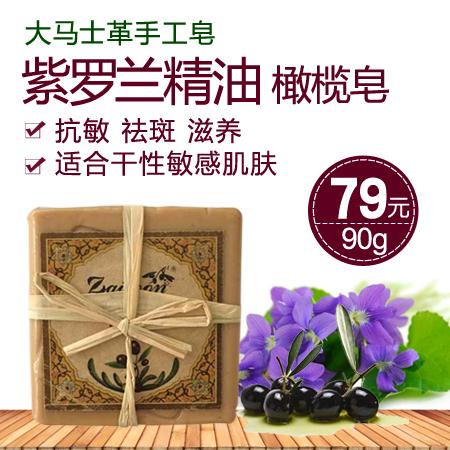 大马士革手工皂
紫罗兰精油 橄榄皂
抗敏 祛斑 滋养
适合干性敏感肌肤
79元
90g